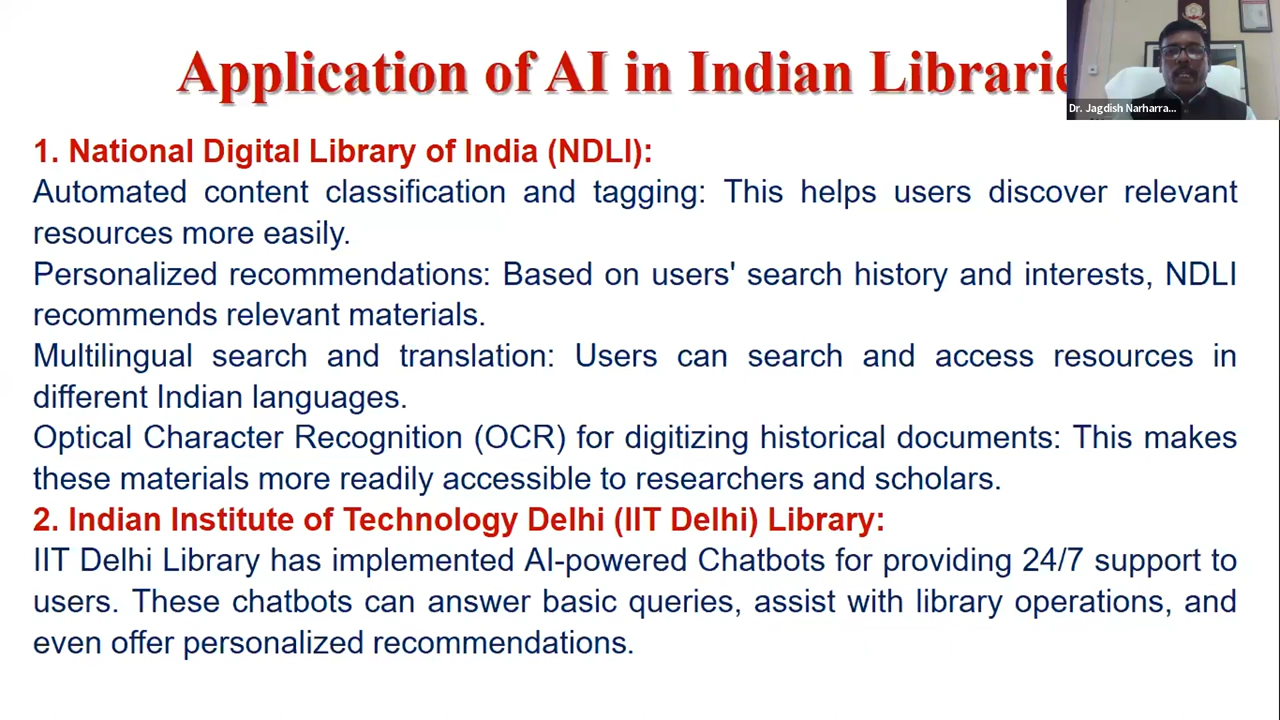 Application of AI in Indian Librarie
Dr. Jagdish Narharra...
1. National Digital Library of India (NDLI):
Automated content classification and tagging: This helps users discover relevant
resources more easily.
Personalized recommendations: Based on users' search history and interests, NDLI
recommends relevant materials.
Multilingual search and translation: Users can search and access resources in
different Indian languages.
Optical Character Recognition (OCR) for digitizing historical documents: This makes
these materials more readily accessible to researchers and scholars.
2. Indian Institute of Technology Delhi (IIT Delhi) Library:
IIT Delhi Library has implemented AI-powered Chatbots for providing 24/7 support to
users. These chatbots can answer basic queries, assist with library operations, and
even offer personalized recommendations.